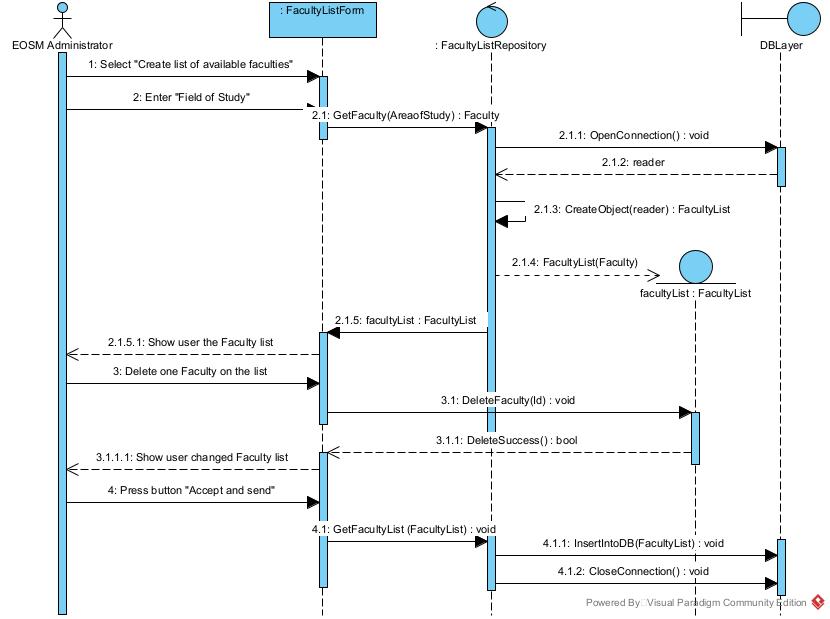 : FacultyListForm
EOSM Administrator
: FacultyListRepository
DBLayer
1: Select "Create list of available faculties"
2: Enter "Field of Study"
2.1: GetFaculty(AreaofStudy) : Faculty
2.1.1: OpenConnection() : void
2.1.2: reader
2.1.3: CreateObject(reader) : FacultyList
2.1.4: FacultyList(Faculty)
facultyList : FacultyList
2.1.5: facultyList : FacultyList
2.1.5.1: Show user the Faculty list
3: Delete one Faculty on the list
3.1: DeleteFaculty(Id) : void
3.1.1: DeleteSuccess() : bool
3.1.1.1: Show user changed Faculty list
4: Press button "Accept and send"
4.1: GetFacultyList (FacultyList) : void
4.1.1: InsertIntoDB(FacultyList) : void
4.1.2: CloseConnection() : void
Powered By Visual Paradigm Community Edition